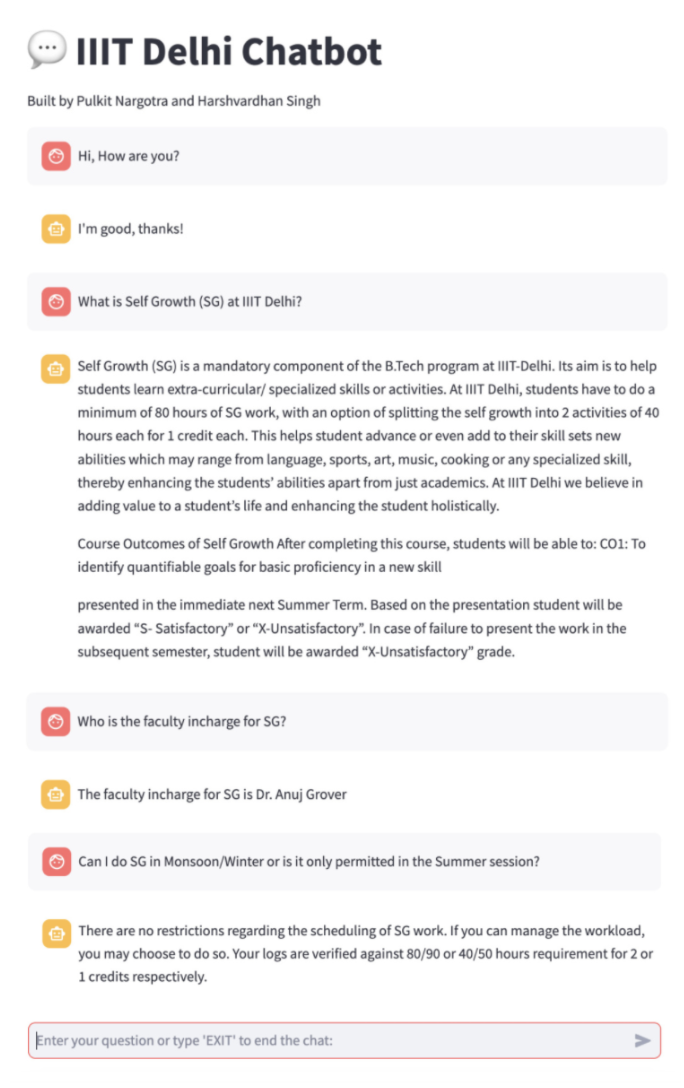 IIIT Delhi Chatbot
Built by Pulkit Nargotra and Harshvardhan Singh
Hi, How are you?
I'm good, thanks!
What is Self Growth (SG) at IIIT Delhi?
Self Growth (SG) is a mandatory component of the B.Tech program at IIIT-Delhi. Its aim is to help
students learn extra-curricular/ specialized skills or activities. At IIIT Delhi, students have to do a
minimum of 80 hours of SG work, with an option of splitting the self growth into 2 activities of 40
hours each for 1 credit each. This helps student advance or even add to their skill sets new
abilities which may range from language, sports, art, music, cooking or any specialized skill,
thereby enhancing the students’ abilities apart from just academics. At IIIT Delhi we believe in
adding value to a student’s life and enhancing the student holistically.
Course Outcomes of Self Growth After completing this course, students will be able to: CO1: To
identify quantifiable goals for basic proficiency in a new skill
presented in the immediate next Summer Term. Based on the presentation student will be
awarded “S- Satisfactory” or “X-Unsatisfactory”. In case of failure to present the work in the
subsequent semester, student will be awarded “X-Unsatisfactory” grade.
Who is the faculty incharge for SG?
The faculty incharge for SG is Dr. Anuj Grover
Can I do SG in Monsoon/Winter or is it only permitted in the Summer session?
There are no restrictions regarding the scheduling of SG work. If you can manage the workload,
you may choose to do so. Your logs are verified against 80/90 or 40/50 hours requirement for 2 or
1 credits respectively.
Enter your question or type 'EXIT' to end the chat: